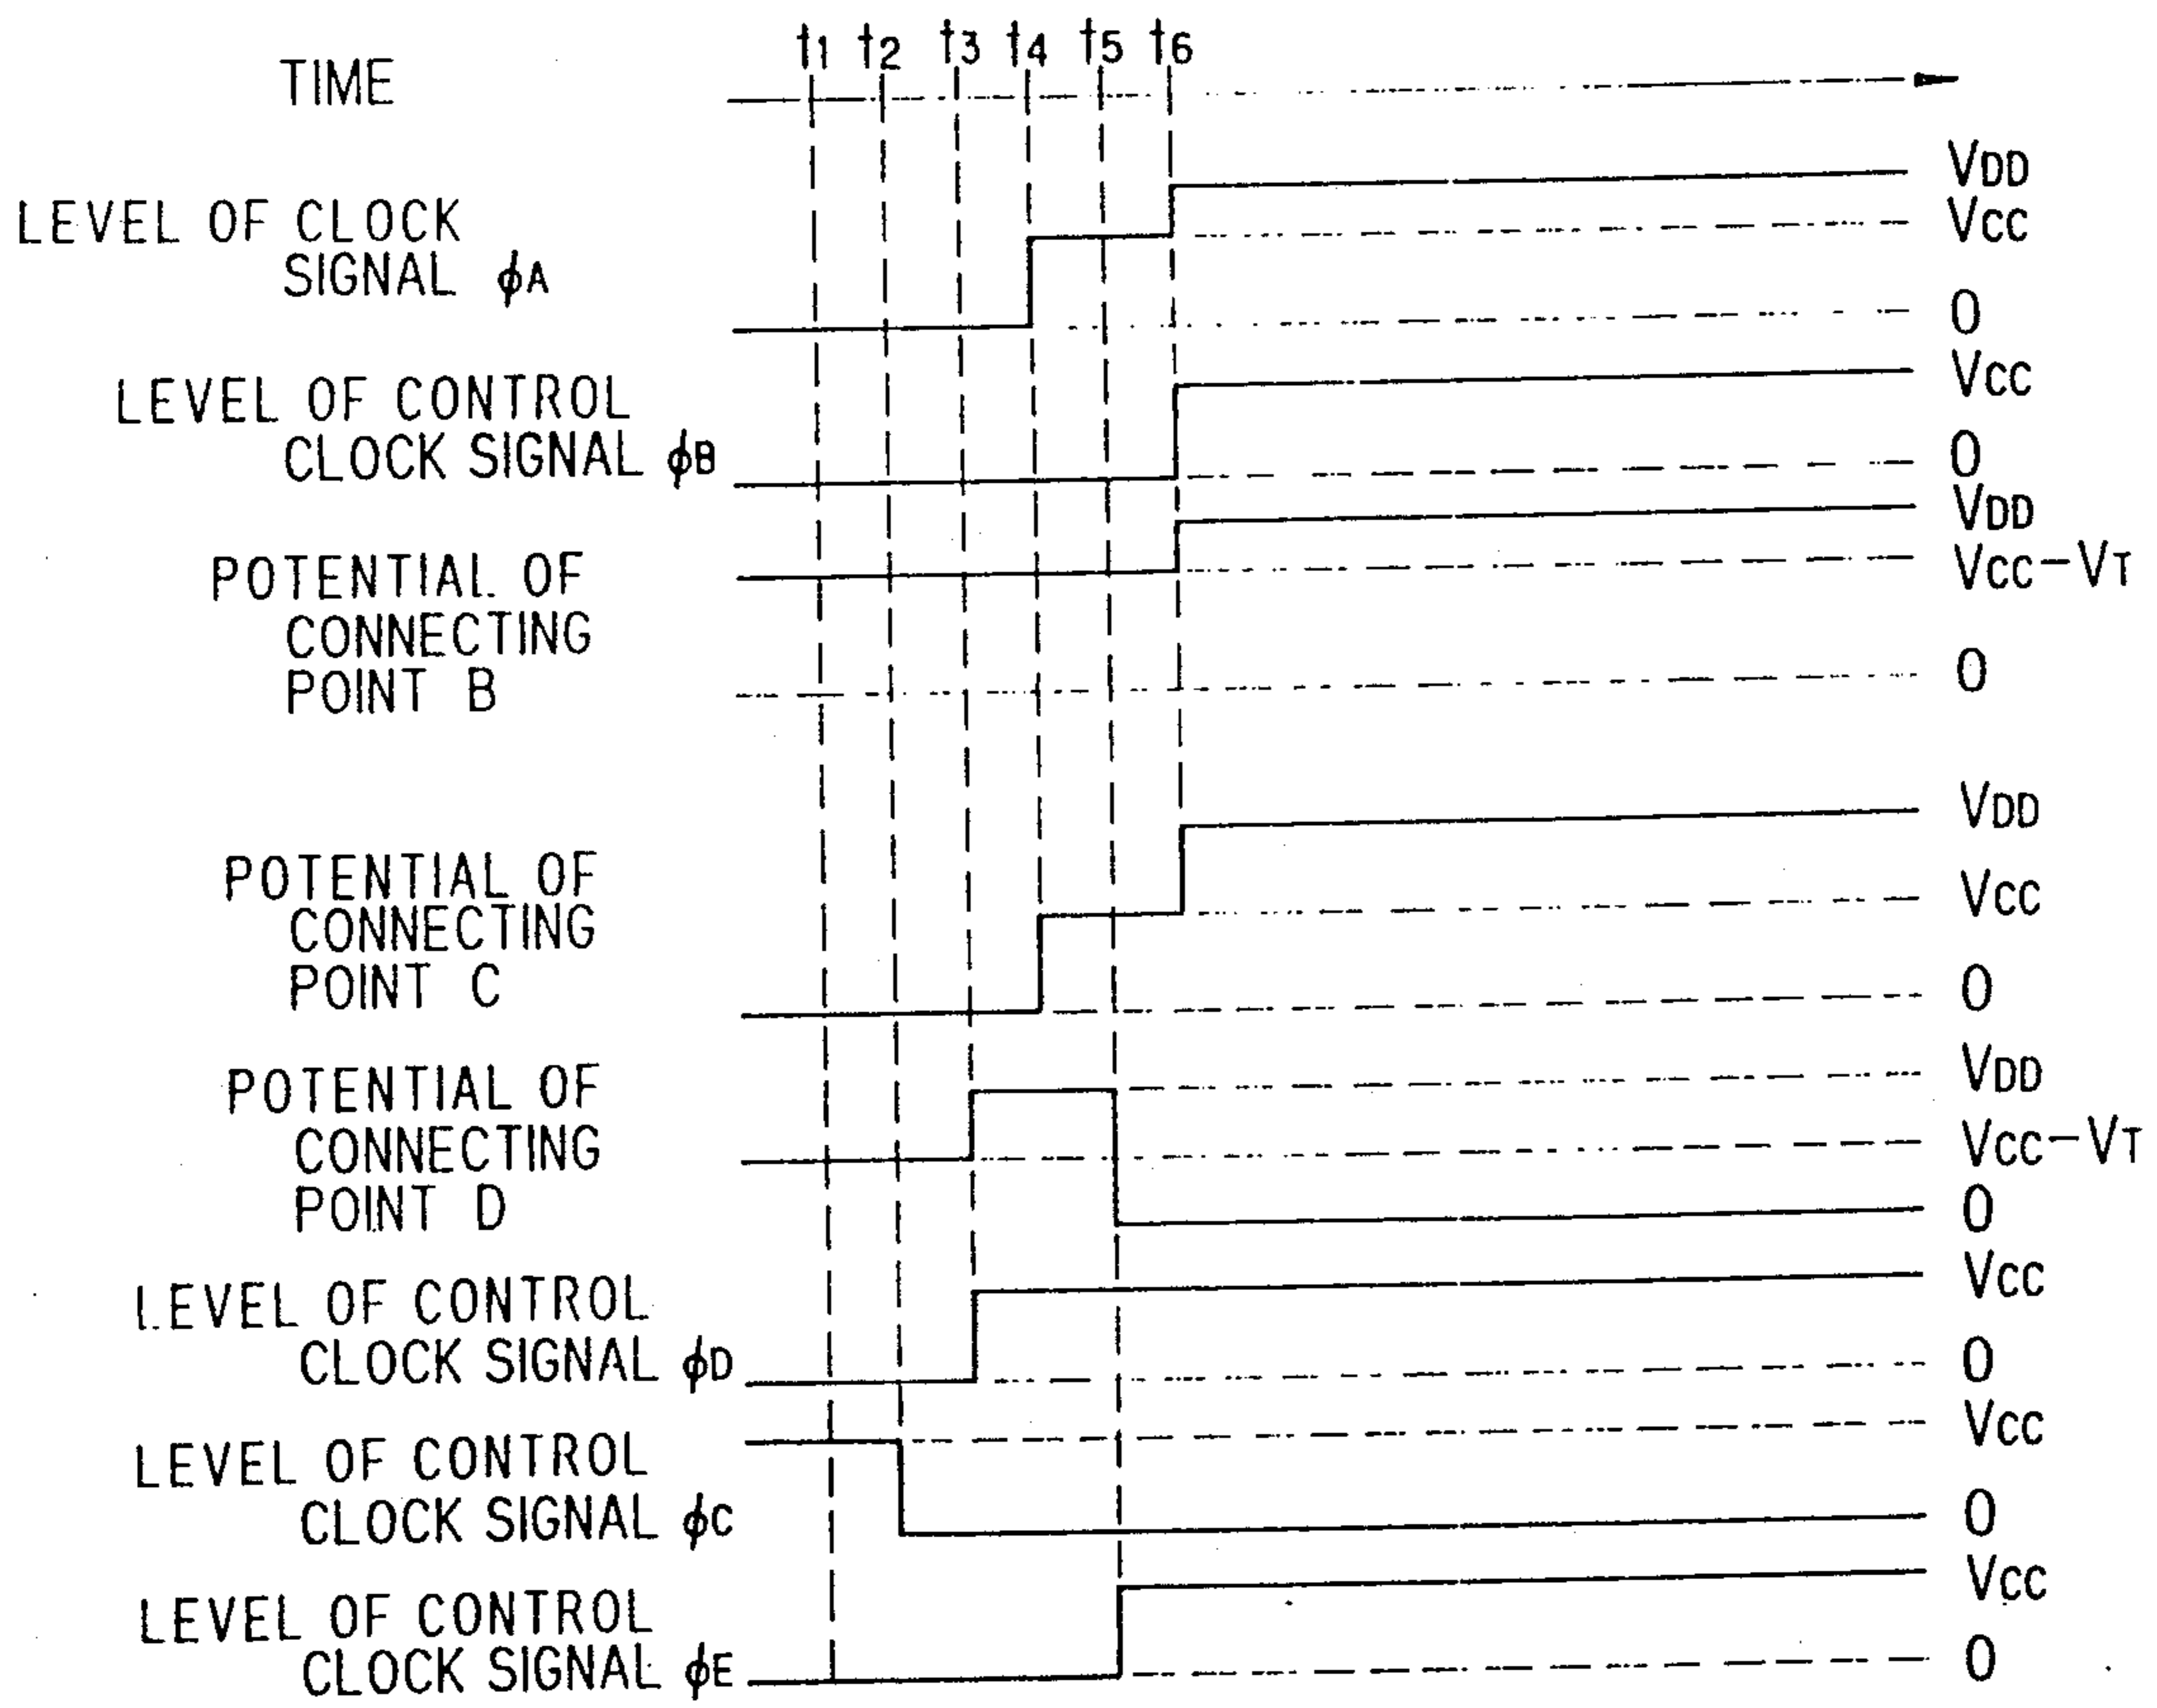 t1 t2 t3 t4 t5 t6
TIME
VDD
LEVEL OF CLOCK
SIGNAL ϕA
VCC
0
LEVEL OF CONTROL
CLOCK SIGNAL ϕB
VCC
0
VDD
POTENTIAL OF
CONNECTING
POINT B
VCC-VT
0
VDD
POTENTIAL OF
CONNECTING
POINT C
VCC
0
POTENTIAL OF
CONNECTING
POINT D
VDD
VCC-VT
0
LEVEL OF CONTROL
CLOCK SIGNAL ϕD
VCC
0
LEVEL OF CONTROL
CLOCK SIGNAL ϕC
VCC
0
LEVEL OF CONTROL
CLOCK SIGNAL ϕE
VCC
0